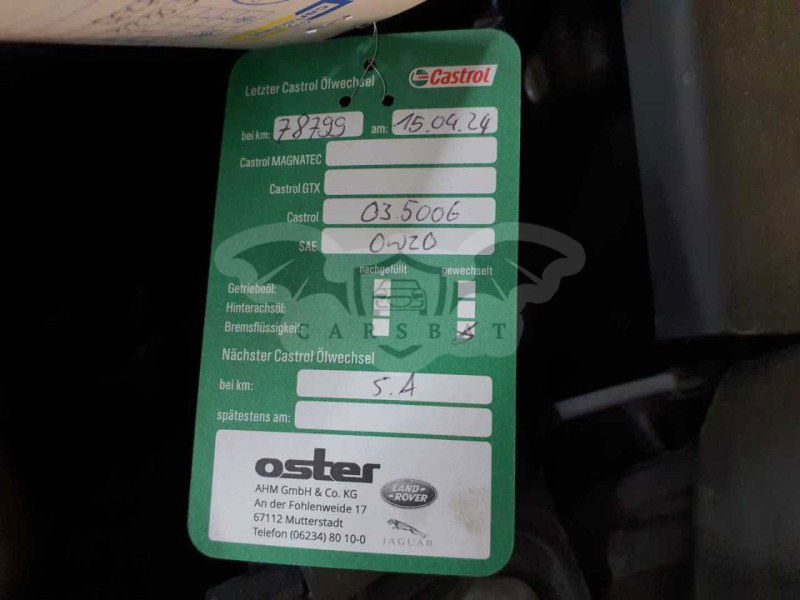 Letzter Castrol Ölwechsel
Castrol
bei km: 78799 am: 15.04.24
Castrol MAGNATEC
Castrol GTX
Castrol 03.5006
SAE 0W20
nachgefüllt gewechselt
Getriebeöl:
Hinterachsöl:
Bremsflüssigkeit:
CARSBAT
Nächster Castrol Ölwechsel
bei km: S.A
spätestens am:
oster
AHM GmbH & Co. KG
An der Fohlenweide 17
67112 Mutterstadt
Telefon (06234) 80 10-0
LAND-
ROVER
JAGUAR